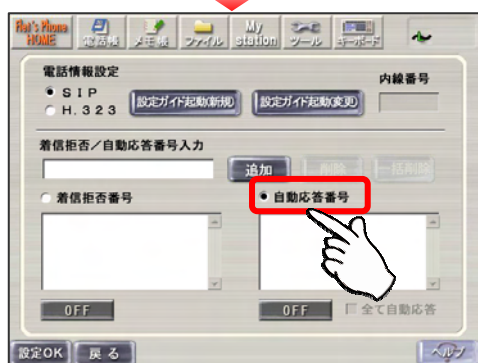 Flet's Phone HOME
電話帳
メモ帳
ファイル
My station
ツール
キーボード
電話情報設定
内線番号
SIP
H.323
設定ガイド起動(新規)
設定ガイド起動(変更)
着信拒否／自動応答番号入力
追加
削除
一括削除
着信拒否番号
自動応答番号
OFF
OFF
全て自動応答
設定OK
戻る
ヘルプ